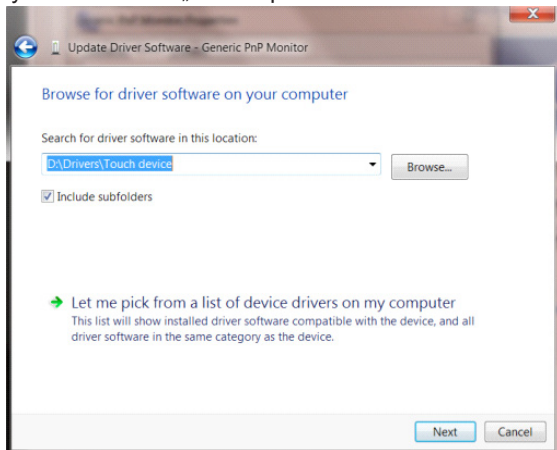 Update Driver Software - Generic PnP Monitor
Browse for driver software on your computer
Search for driver software in this location:
D:\Drivers\Touch device
Browse...
Include subfolders
Let me pick from a list of device drivers on my computer
This list will show installed driver software compatible with the device, and all
driver software in the same category as the device.
Next
Cancel